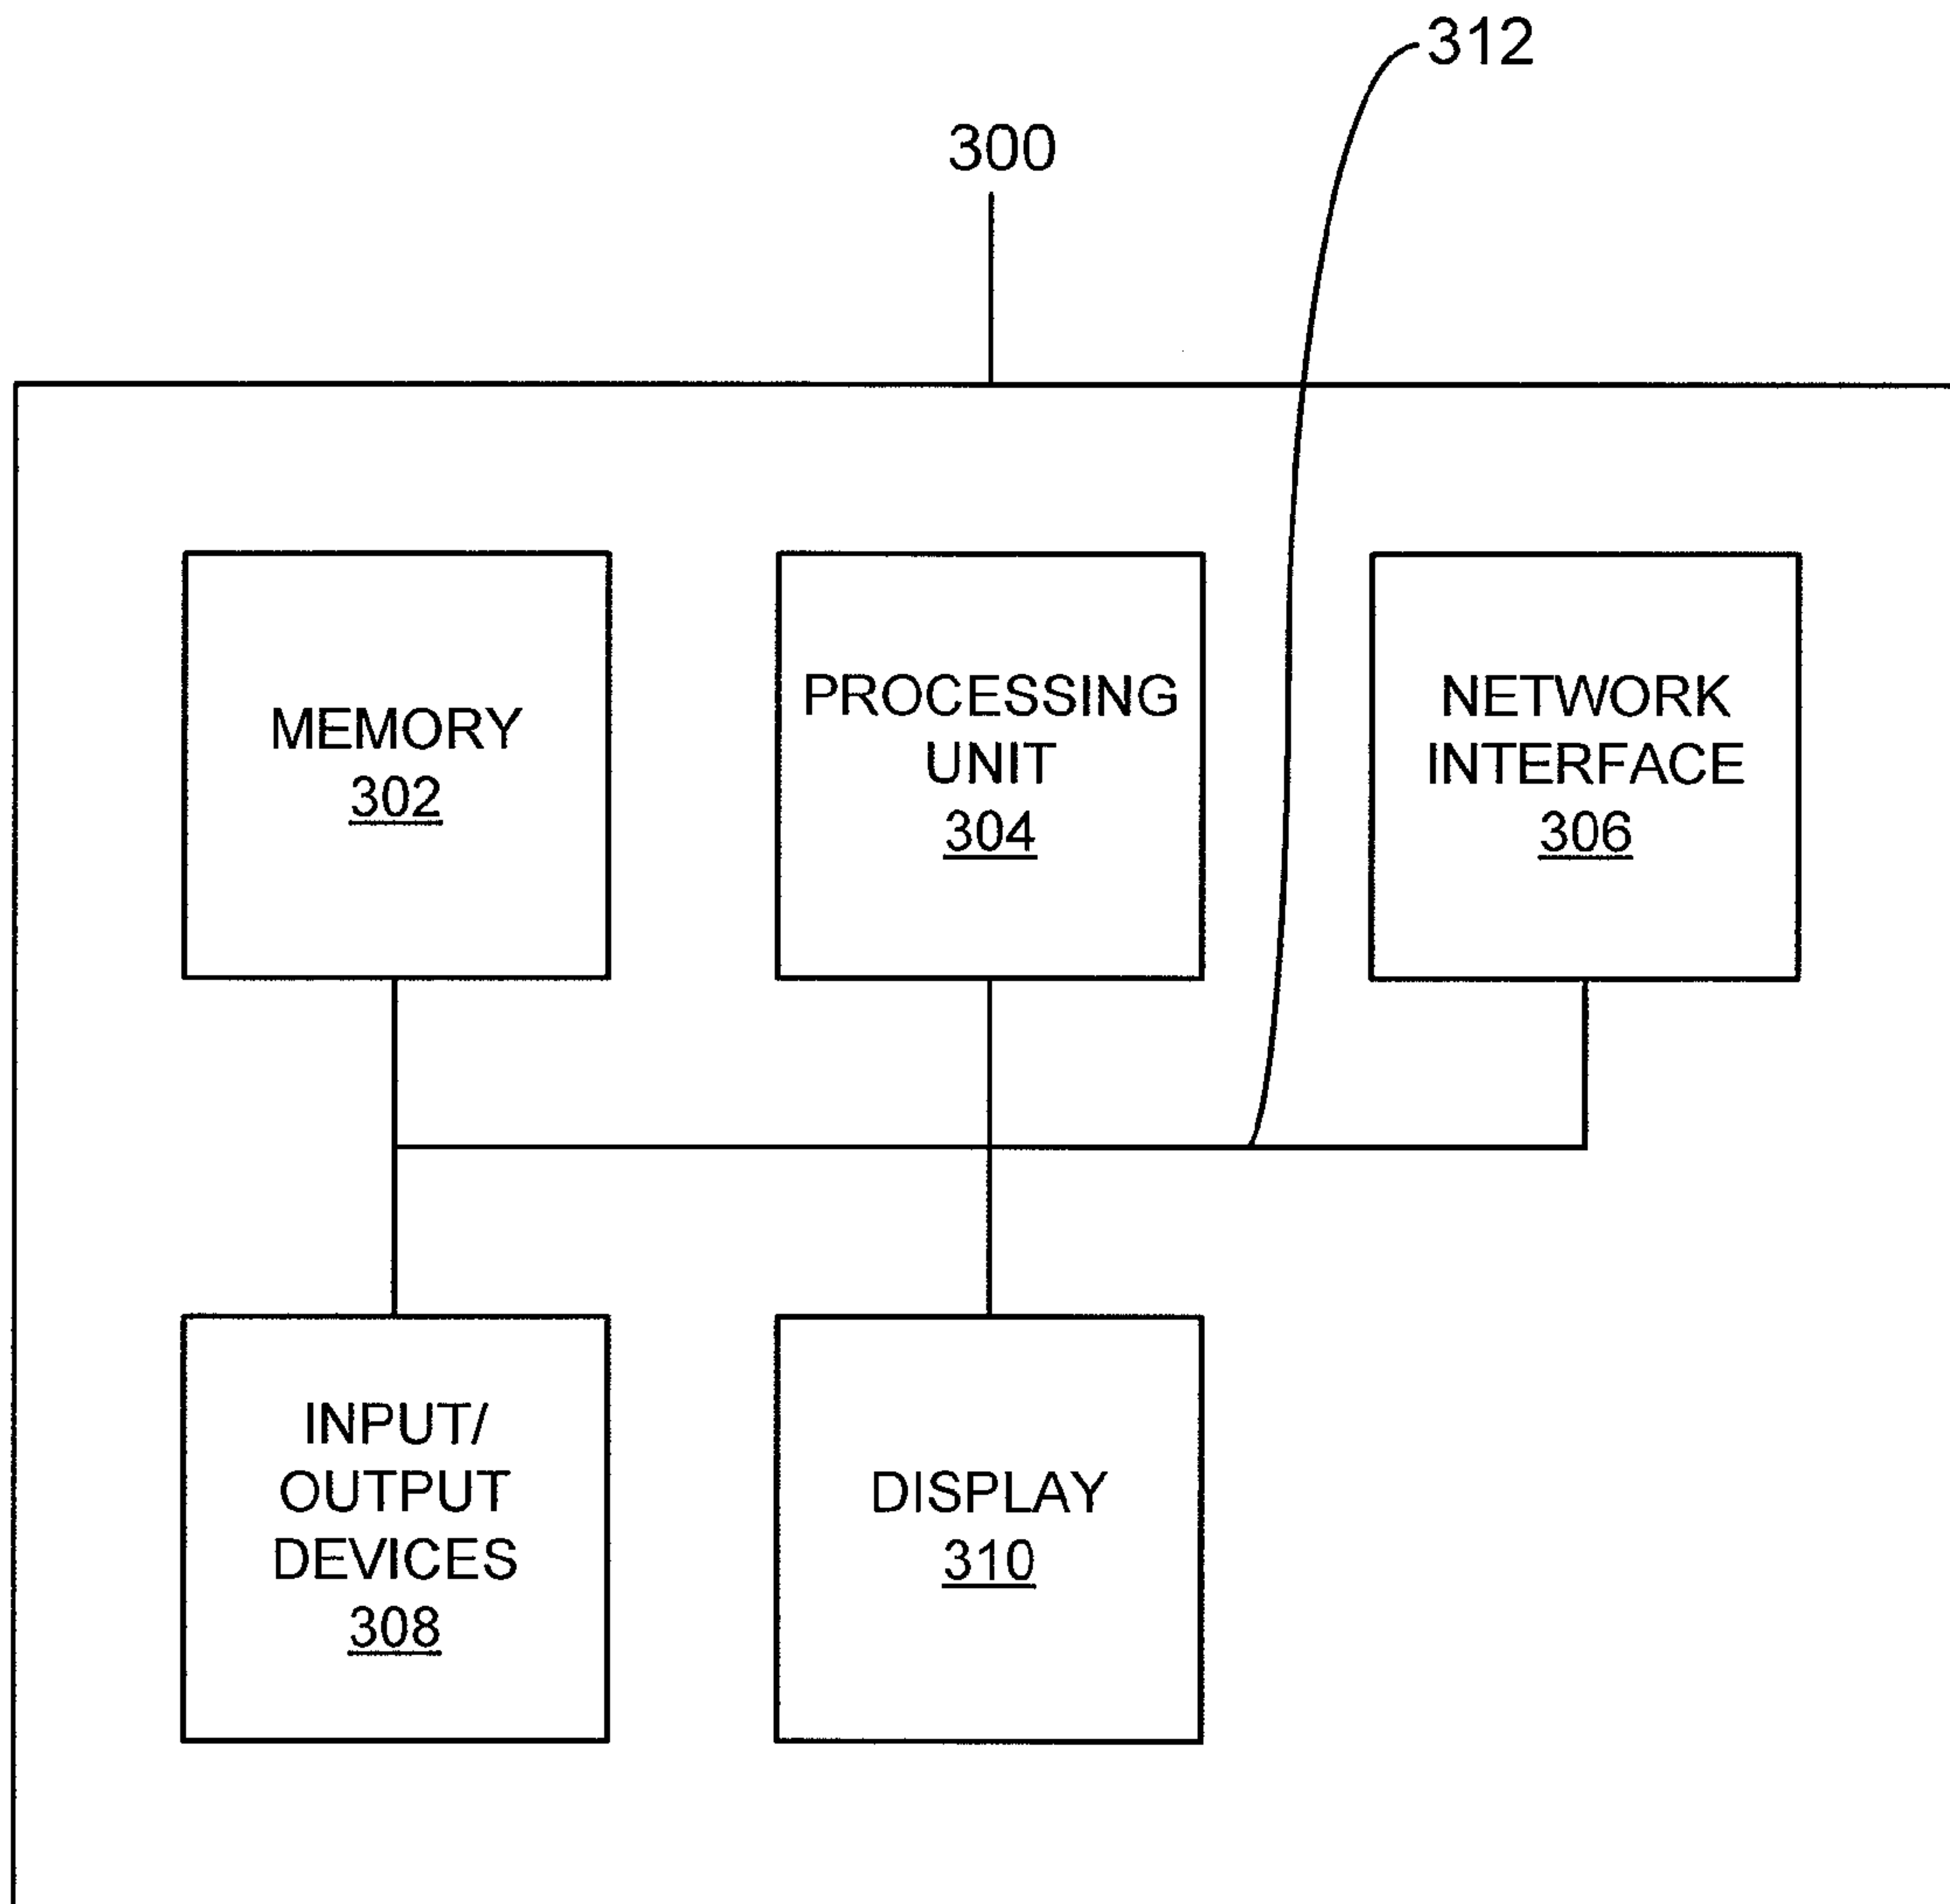 312
300
MEMORY
302
PROCESSING
UNIT
304
NETWORK
INTERFACE
306
INPUT/
OUTPUT
DEVICES
308
DISPLAY
310